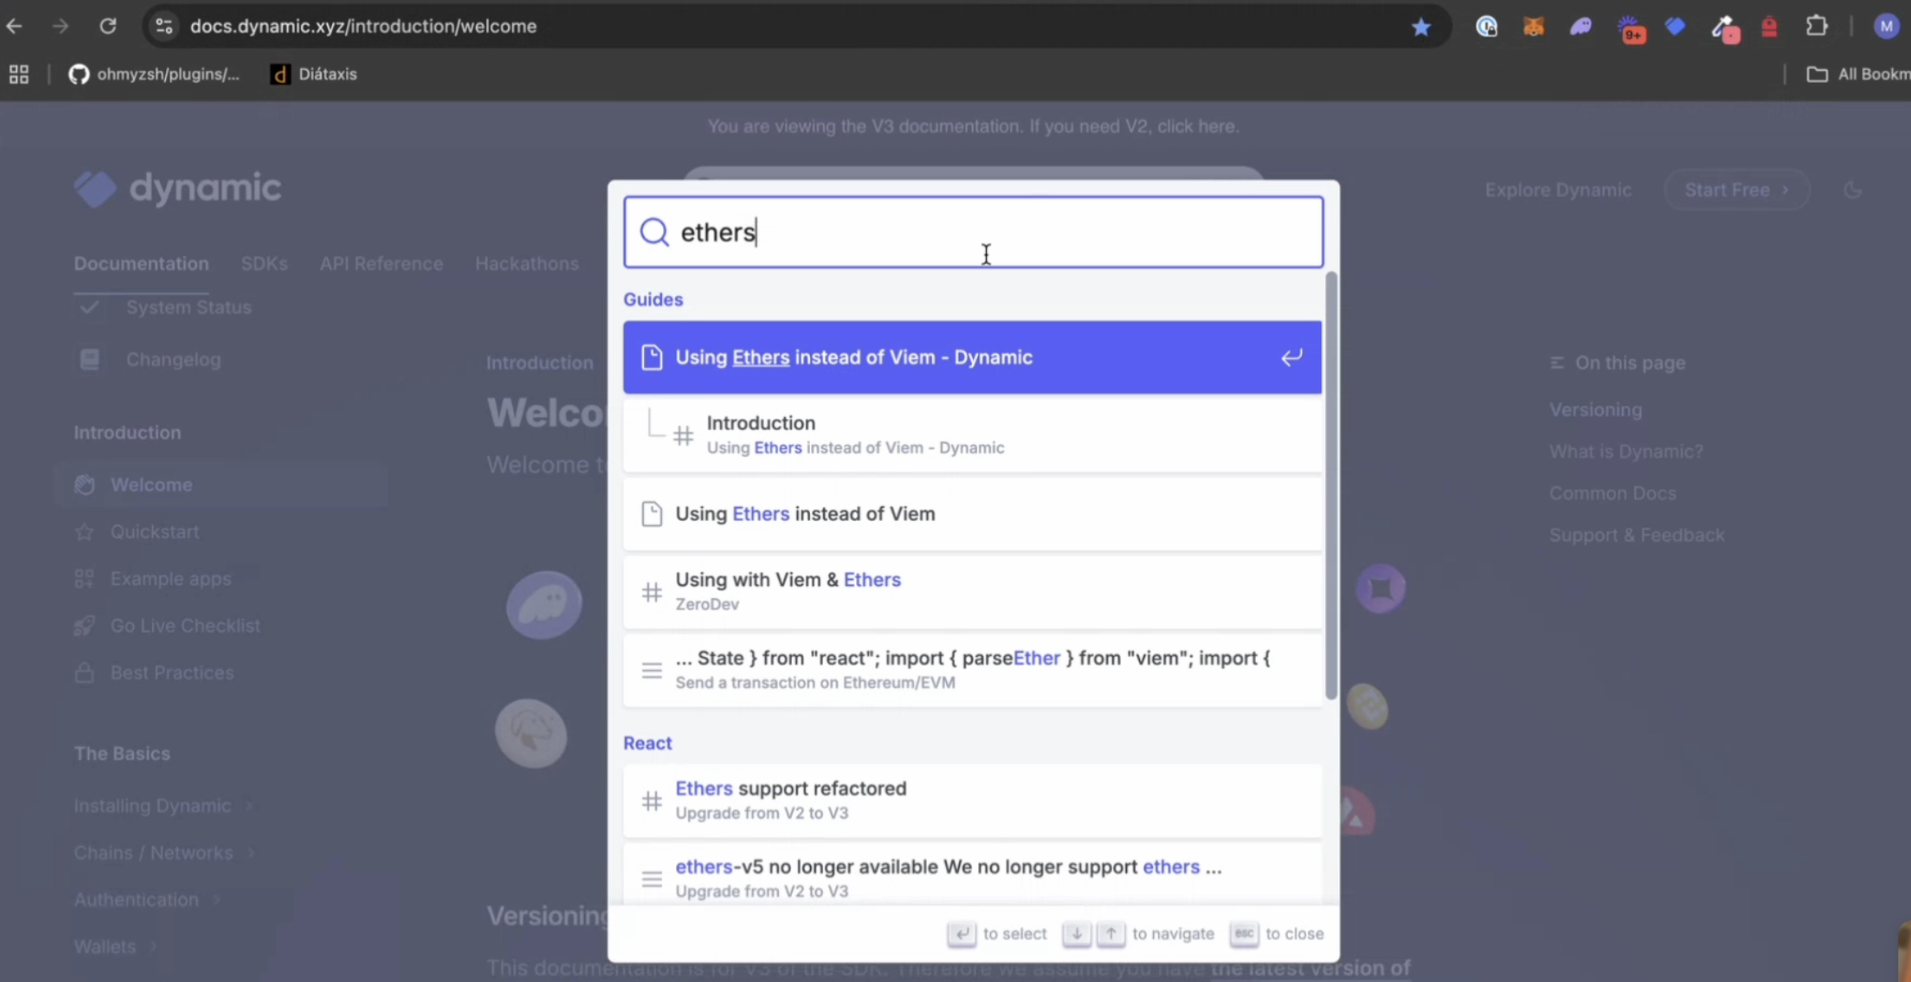 docs.dynamic.xyz/introduction/welcome
9+
M
ohmyzsh/plugins/...
Diátaxis
All Bookm
You are viewing the V3 documentation. If you need V2, click here.
dynamic
Explore Dynamic
Start Free
Documentation
SDKs
API Reference
Hackathons
System Status
Changelog
Introduction
Welcome
Quickstart
Example apps
Go Live Checklist
Best Practices
The Basics
Installing Dynamic
Chains / Networks
Authentication
Wallets
Introduction
Welco
Welcome t
Versioning
This documentation is for V3 of the SDK. Therefore we assume you have the latest version of
ethers
Guides
Using Ethers instead of Viem - Dynamic
# Introduction
Using Ethers instead of Viem - Dynamic
Using Ethers instead of Viem
# Using with Viem & Ethers
ZeroDev
... State } from "react"; import { parseEther } from "viem"; import {
Send a transaction on Ethereum/EVM
React
# Ethers support refactored
Upgrade from V2 to V3
ethers-v5 no longer available We no longer support ethers ...
Upgrade from V2 to V3
to select
to navigate
esc to close
On this page
Versioning
What is Dynamic?
Common Docs
Support & Feedback